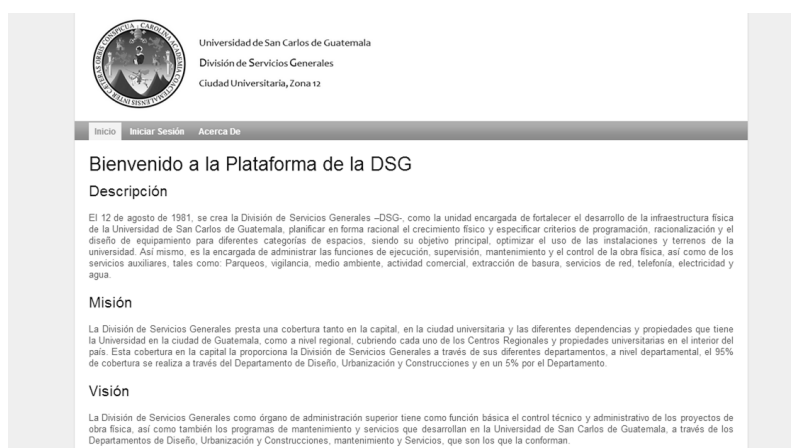 CONSPICUA CAROLINA ACADEMIA COACTEMALENSIS INTER CETERAS ORBIS
Universidad de San Carlos de Guatemala
División de Servicios Generales
Ciudad Universitaria, Zona 12
Inicio Iniciar Sesión Acerca De
Bienvenido a la Plataforma de la DSG
Descripción
El 12 de agosto de 1981, se crea la División de Servicios Generales –DSG-, como la unidad encargada de fortalecer el desarrollo de la infraestructura física
de la Universidad de San Carlos de Guatemala, planificar en forma racional el crecimiento físico y especificar criterios de programación, racionalización y el
diseño de equipamiento para diferentes categorías de espacios, siendo su objetivo principal, optimizar el uso de las instalaciones y terrenos de la
universidad. Así mismo, es la encargada de administrar las funciones de ejecución, supervisión, mantenimiento y el control de la obra física, así como de los
servicios auxiliares, tales como: Parqueos, vigilancia, medio ambiente, actividad comercial, extracción de basura, servicios de red, telefonía, electricidad y
agua.
Misión
La División de Servicios Generales presta una cobertura tanto en la capital, en la ciudad universitaria y las diferentes dependencias y propiedades que tiene
la Universidad en la ciudad de Guatemala, como a nivel regional, cubriendo cada uno de los Centros Regionales y propiedades universitarias en el interior del
país. Esta cobertura en la capital la proporciona la División de Servicios Generales a través de sus diferentes departamentos, a nivel departamental, el 95%
de cobertura se realiza a través del Departamento de Diseño, Urbanización y Construcciones y en un 5% por el Departamento.
Visión
La División de Servicios Generales como órgano de administración superior tiene como función básica el control técnico y administrativo de los proyectos de
obra física, así como también los programas de mantenimiento y servicios que desarrollan en la Universidad de San Carlos de Guatemala, a través de los
Departamentos de Diseño, Urbanización y Construcciones, mantenimiento y Servicios, que son los que la conforman.